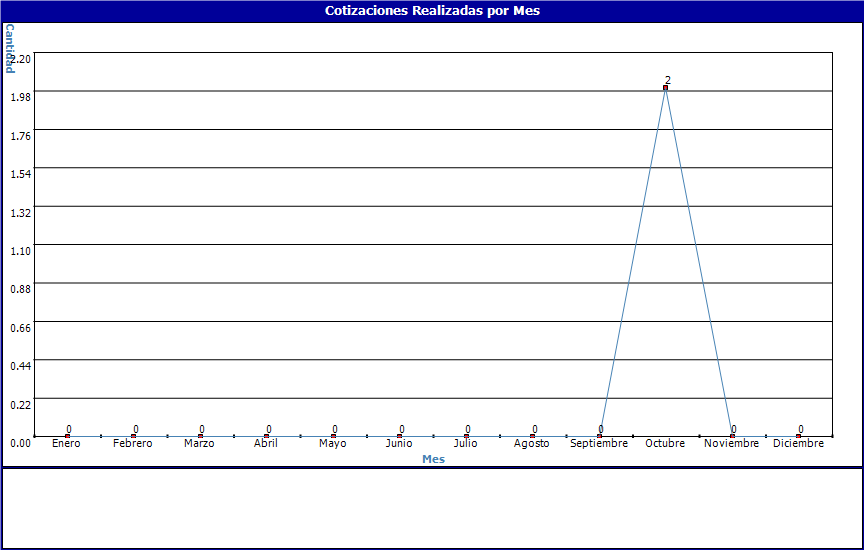 Cotizaciones Realizadas por Mes
Cantidad
2.20
1.98
1.76
1.54
1.32
1.10
0.88
0.66
0.44
0.22
0.00
0 0 0 0 0 0 0 0 0 2 0 0
Enero Febrero Marzo Abril Mayo Junio Julio Agosto Septiembre Octubre Noviembre Diciembre
Mes